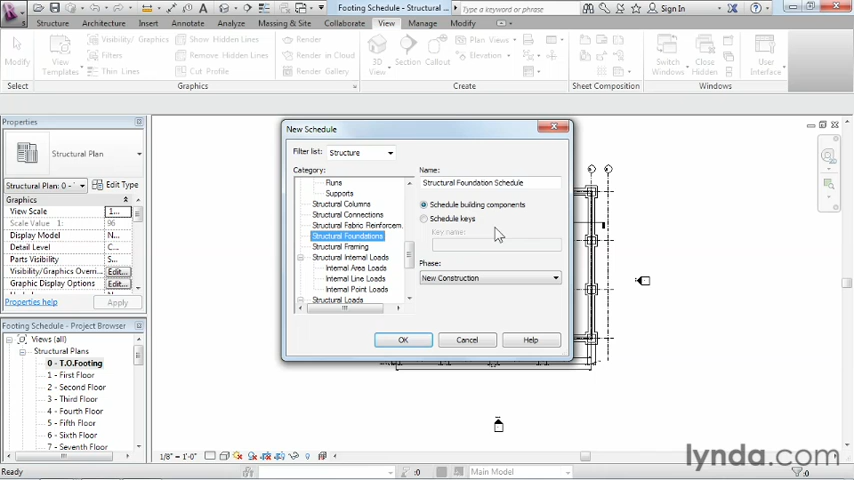 Footing Schedule - Structural ...
Type a keyword or phrase
Sign In
Structure
Architecture
Insert
Annotate
Analyze
Massing & Site
Collaborate
View
Manage
Modify
Modify
View Templates
Visibility/ Graphics
Filters
Thin Lines
Show Hidden Lines
Remove Hidden Lines
Cut Profile
Render
Render in Cloud
Render Gallery
3D View
Section
Callout
Plan Views
Switch Windows
Close Hidden
User Interface
Select
Graphics
Create
Sheet Composition
Windows
Properties
Structural Plan
Structural Plan: 0 -
Edit Type
Graphics
View Scale
1...
Scale Value 1:
96
Display Model
N...
Detail Level
C...
Parts Visibility
S...
Visibility/Graphics Overri...
Edit...
Graphic Display Options
Edit...
Properties help
Apply
Footing Schedule - Project Browser
Views (all)
Structural Plans
0 - T.O.Footing
1 - First Floor
2 - Second Floor
3 - Third Floor
4 - Fourth Floor
5 - Fifth Floor
6 - Sixth Floor
7 - Seventh Floor
New Schedule
Filter list:
Structure
Category:
Runs
Supports
Structural Columns
Structural Connections
Structural Fabric Reinforcem
Structural Foundations
Structural Framing
Structural Internal Loads
Internal Area Loads
Internal Line Loads
Internal Point Loads
Structural Loads
Name:
Structural Foundation Schedule
Schedule building components
Schedule keys
Key name:
Phase:
New Construction
OK
Cancel
Help
1/8" = 1'-0"
Ready
:0
Main Model
:0
lynda.com